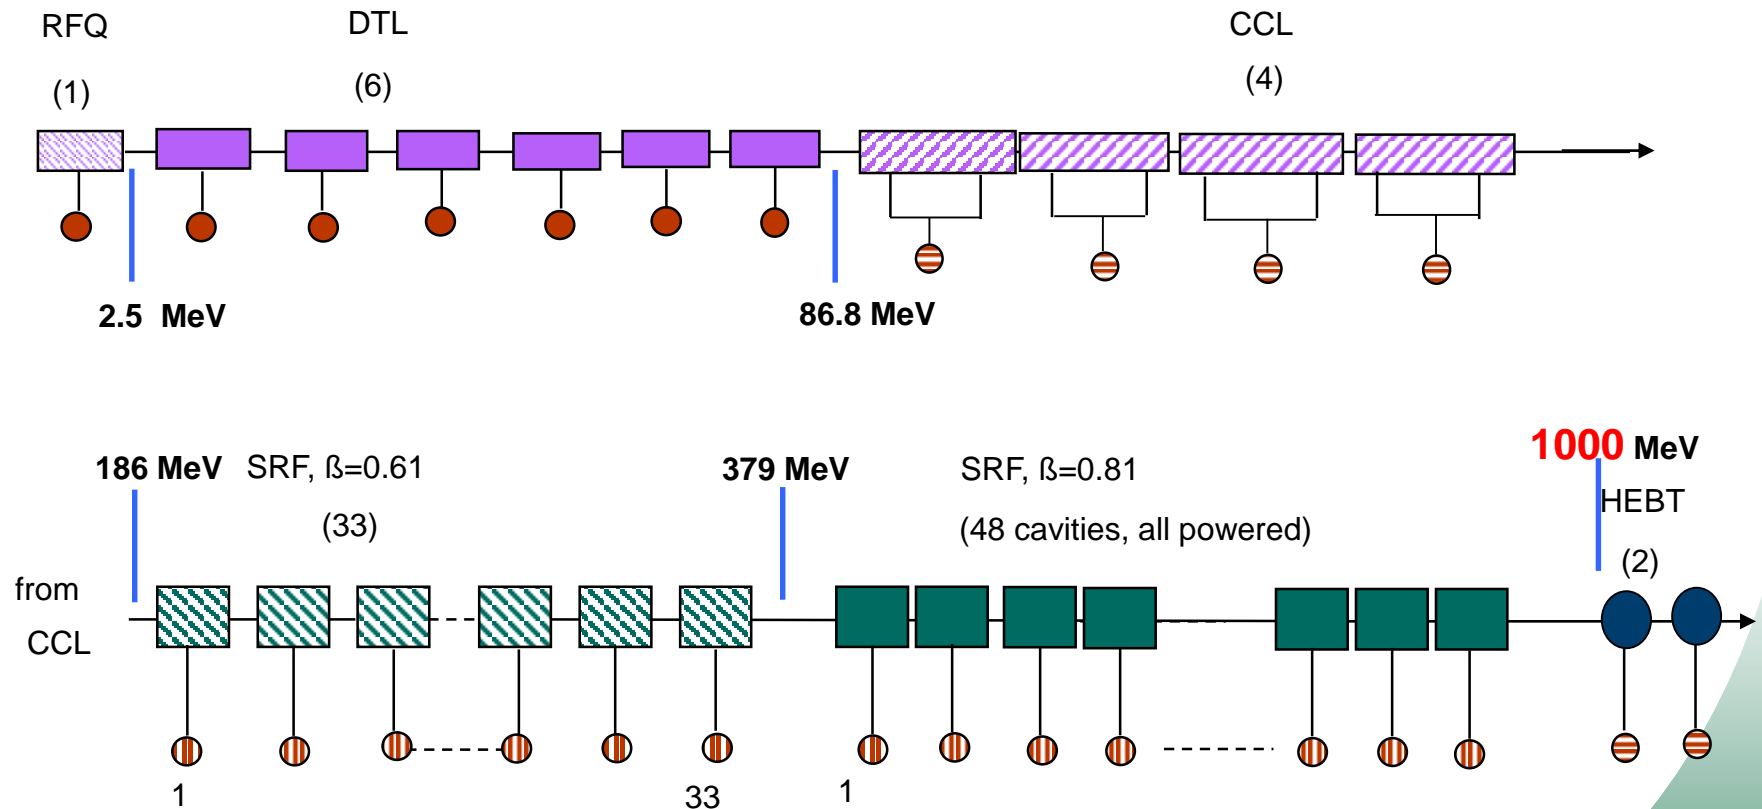 RFQ
DTL
CCL
(1)
(6)
(4)
2.5 MeV
86.8 MeV
186 MeV
SRF, ß=0.61
(33)
379 MeV
SRF, ß=0.81
(48 cavities, all powered)
1000 MeV
HEBT
(2)
from
CCL
1
33
1